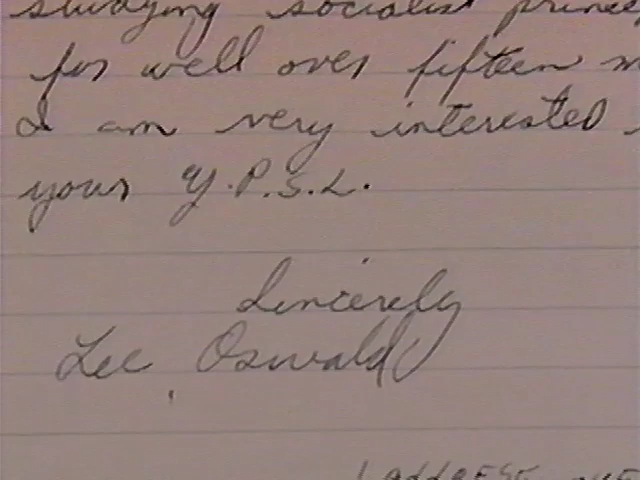 studying socialist
for well over fifteen
I am very interested
your Y.P.S.L.
Sincerely
Lee Oswald